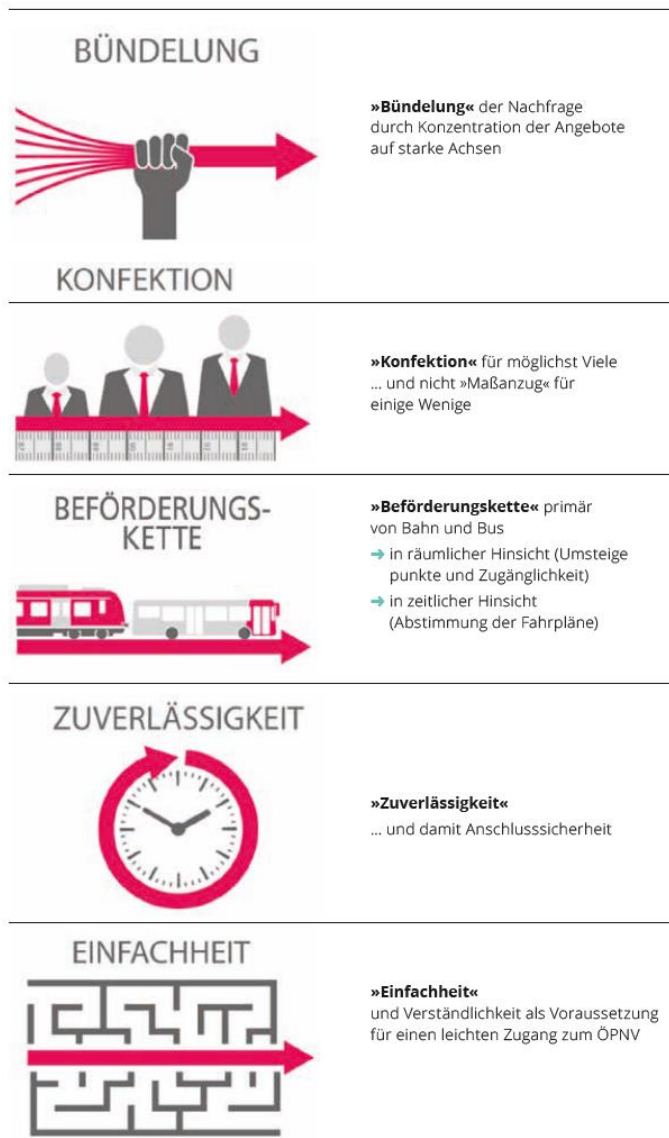 BÜNDELUNG
»Bündelung« der Nachfrage
durch Konzentration der Angebote
auf starke Achsen
KONFEKTION
»Konfektion« für möglichst Viele
... und nicht »Maßanzug« für
einige Wenige
BEFÖRDERUNGS-
KETTE
»Beförderungskette« primär
von Bahn und Bus
➔ in räumlicher Hinsicht (Umsteige
punkte und Zugänglichkeit)
➔ in zeitlicher Hinsicht
(Abstimmung der Fahrpläne)
ZUVERLÄSSIGKEIT
»Zuverlässigkeit«
... und damit Anschlusssicherheit
EINFACHHEIT
»Einfachheit«
und Verständlichkeit als Voraussetzung
für einen leichten Zugang zum ÖPNV